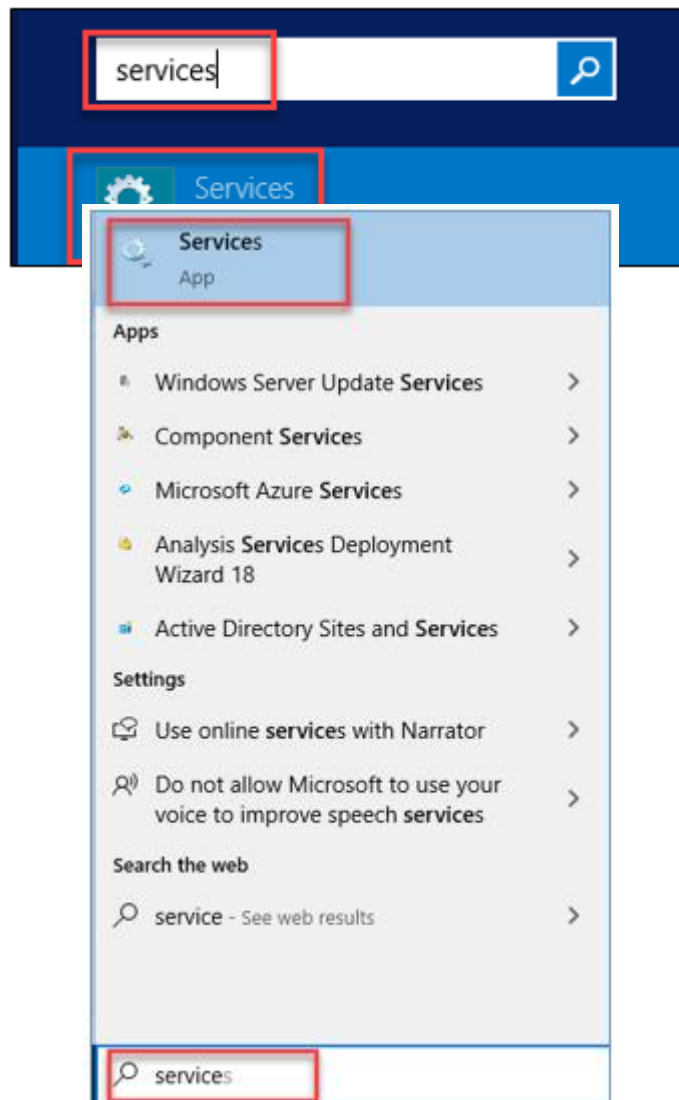 services
Services
Services
App
Apps
Windows Server Update Services
Component Services
Microsoft Azure Services
Analysis Services Deployment
Wizard 18
Active Directory Sites and Services
Settings
Use online services with Narrator
Do not allow Microsoft to use your
voice to improve speech services
Search the web
service - See web results
services